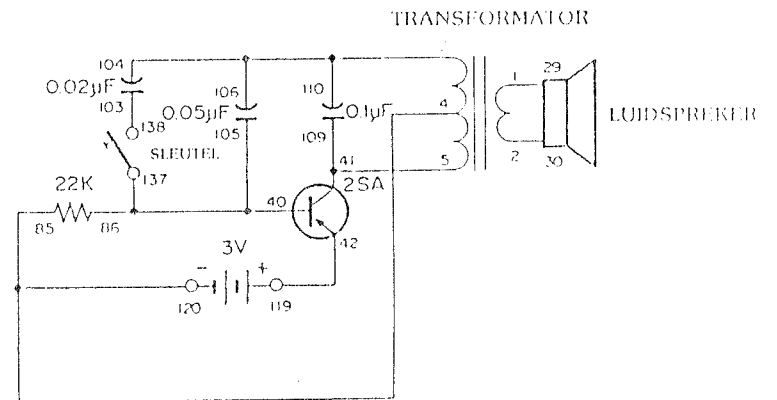 TRANSFORMATOR
104
0.02µF
103
138
SLEUTEL
137
106
0.05µF
105
110
0.1µF
109
4
5
1
2
29
30
LUIDSPREKER
41
2SA
40
42
22K
85
86
3V
-
+
120
119